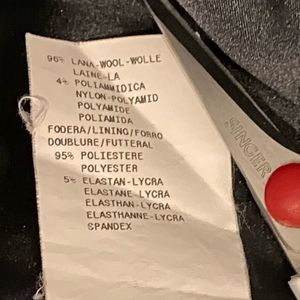 96% LANA-WOOL-WOLLE
LAINE-LA
4% POLIAMMIDICA
NYLON-POLYAMID
POLYAMIDE
POLIAMIDA
FODERA/LINING/FORRO
DOUBLURE/FUTTERAL
95% POLIESTERE
POLYESTER
5% ELASTAN-LYCRA
ELASTANE-LYCRA
ELASTHAN-LYCRA
ELASTHANNE-LYCRA
SPANDEX
SINGER